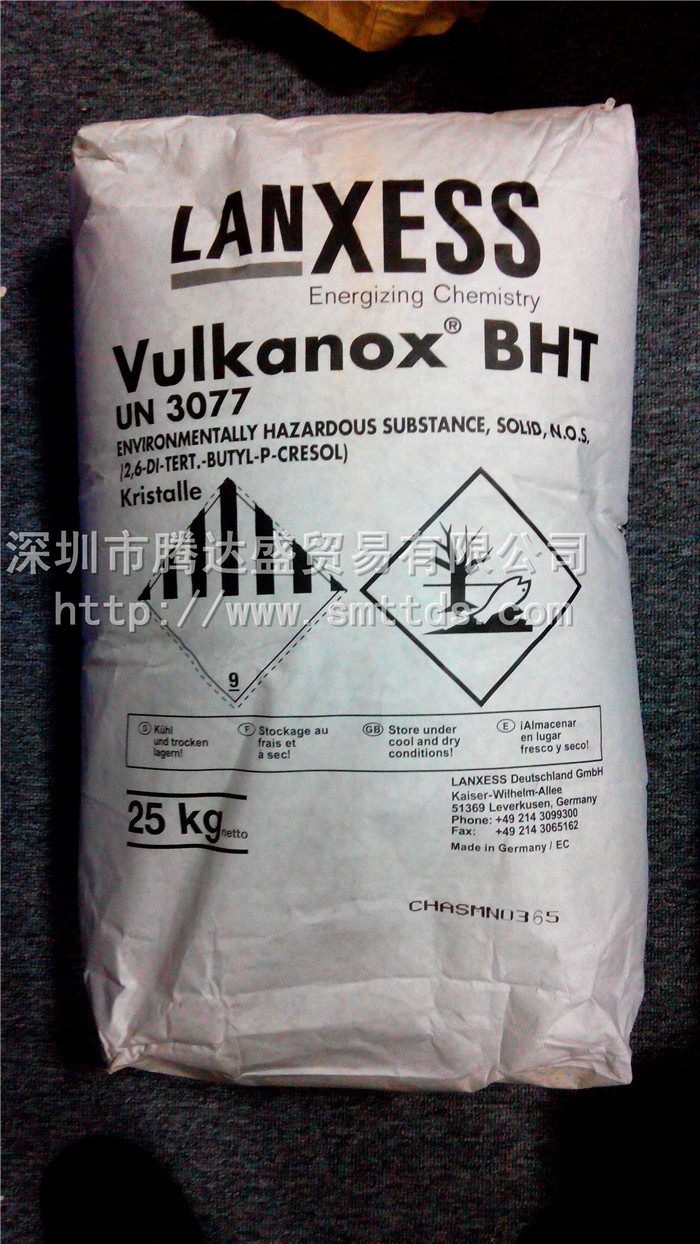 LANXESS
Energizing Chemistry
Vulkanox® BHT
UN 3077
ENVIRONMENTALLY HAZARDOUS SUBSTANCE, SOLID, N.O.S.
(2,6-DI-TERT.-BUTYL-P-CRESOL)
Kristalle
深圳市腾达盛贸易有限公司
http://www.smttds.com
9
D Kühl
und trocken
lagern!
F Stockage au
frais et
à sec!
GB Store under
cool and dry
conditions!
E ¡Almacenar
en lugar
fresco y seco!
25 kg netto
LANXESS Deutschland GmbH
Kaiser-Wilhelm-Allee
51369 Leverkusen, Germany
Phone: +49 214 3099300
Fax: +49 214 3065162
Made in Germany / EC
CHASMN0365